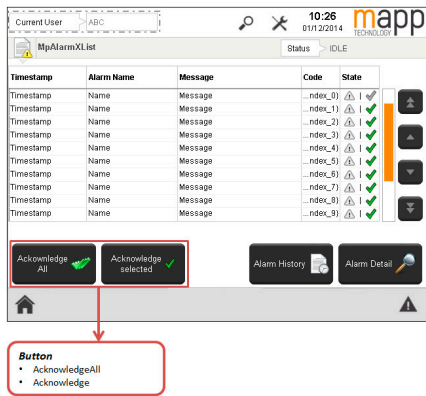 Current User ABC
10:26
01/12/2014
mapp
TECHNOLOGY
MpAlarmXList
Status IDLE
Timestamp Alarm Name Message Code State
Timestamp Name Message ...ndex_0) |
Timestamp Name Message ...ndex_1) |
Timestamp Name Message ...ndex_2) |
Timestamp Name Message ...ndex_3) |
Timestamp Name Message ...ndex_4) |
Timestamp Name Message ...ndex_5) |
Timestamp Name Message ...ndex_6) |
Timestamp Name Message ...ndex_7) |
Timestamp Name Message ...ndex_8) |
Timestamp Name Message ...ndex_9) |
Ackownledge
All
Acknowledge
selected
Alarm History
Alarm Detail
Button
• AcknowledgeAll
• Acknowledge